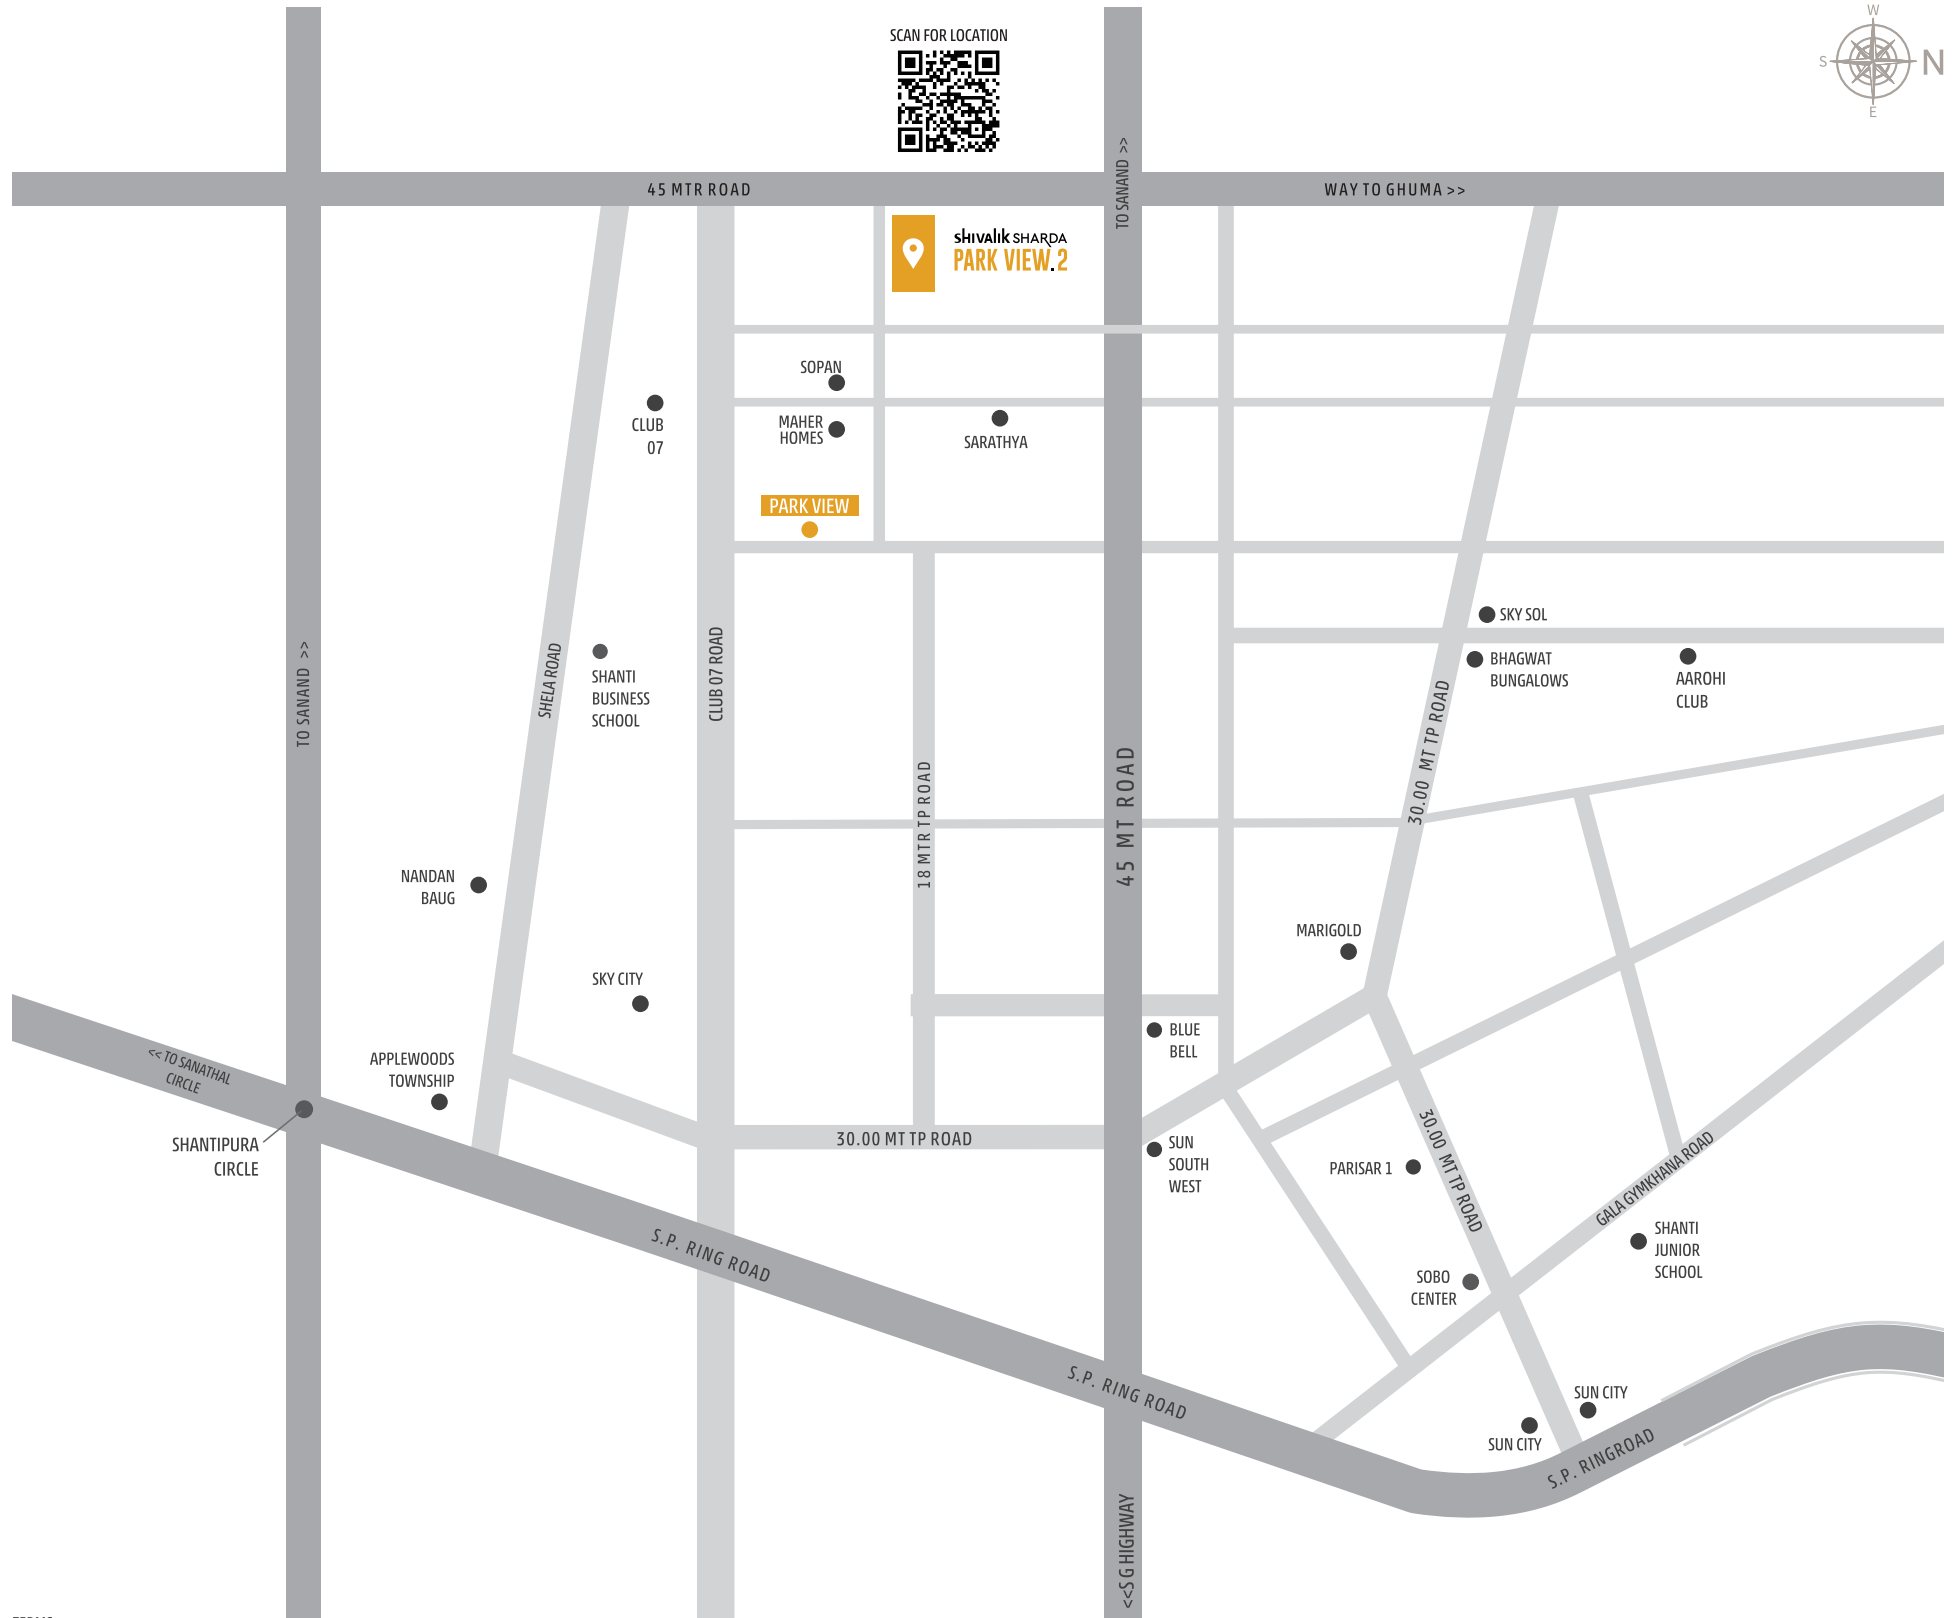 W
SCAN FOR LOCATION
S
N
E
TO SANAND >>
45 MTR ROAD
WAY TO GHUMA >>
shivalik SHARDA
PARK VIEW.2
SOPAN
CLUB
07
MAHER
HOMES
SARATHYA
PARK VIEW
SKY SOL
TO SANAND >>
SHELA ROAD
SHANTI
BUSINESS
SCHOOL
CLUB 07 ROAD
BHAGWAT
BUNGALOWS
AAROHI
CLUB
30.00 MT TP ROAD
18 MTR TP ROAD
45 MT ROAD
NANDAN
BAUG
MARIGOLD
SKY CITY
BLUE
BELL
<< TO SANATHAL
CIRCLE
APPLEWOODS
TOWNSHIP
SHANTIPURA
CIRCLE
30.00 MT TP ROAD
SUN
SOUTH
WEST
PARISAR 1
30.00 MT TP ROAD
GALA GYMKHANA ROAD
SHANTI
JUNIOR
SCHOOL
S.P. RING ROAD
SOBO
CENTER
S.P. RING ROAD
SUN CITY
SUN CITY
S.P. RINGROAD
<<S G HIGHWAY